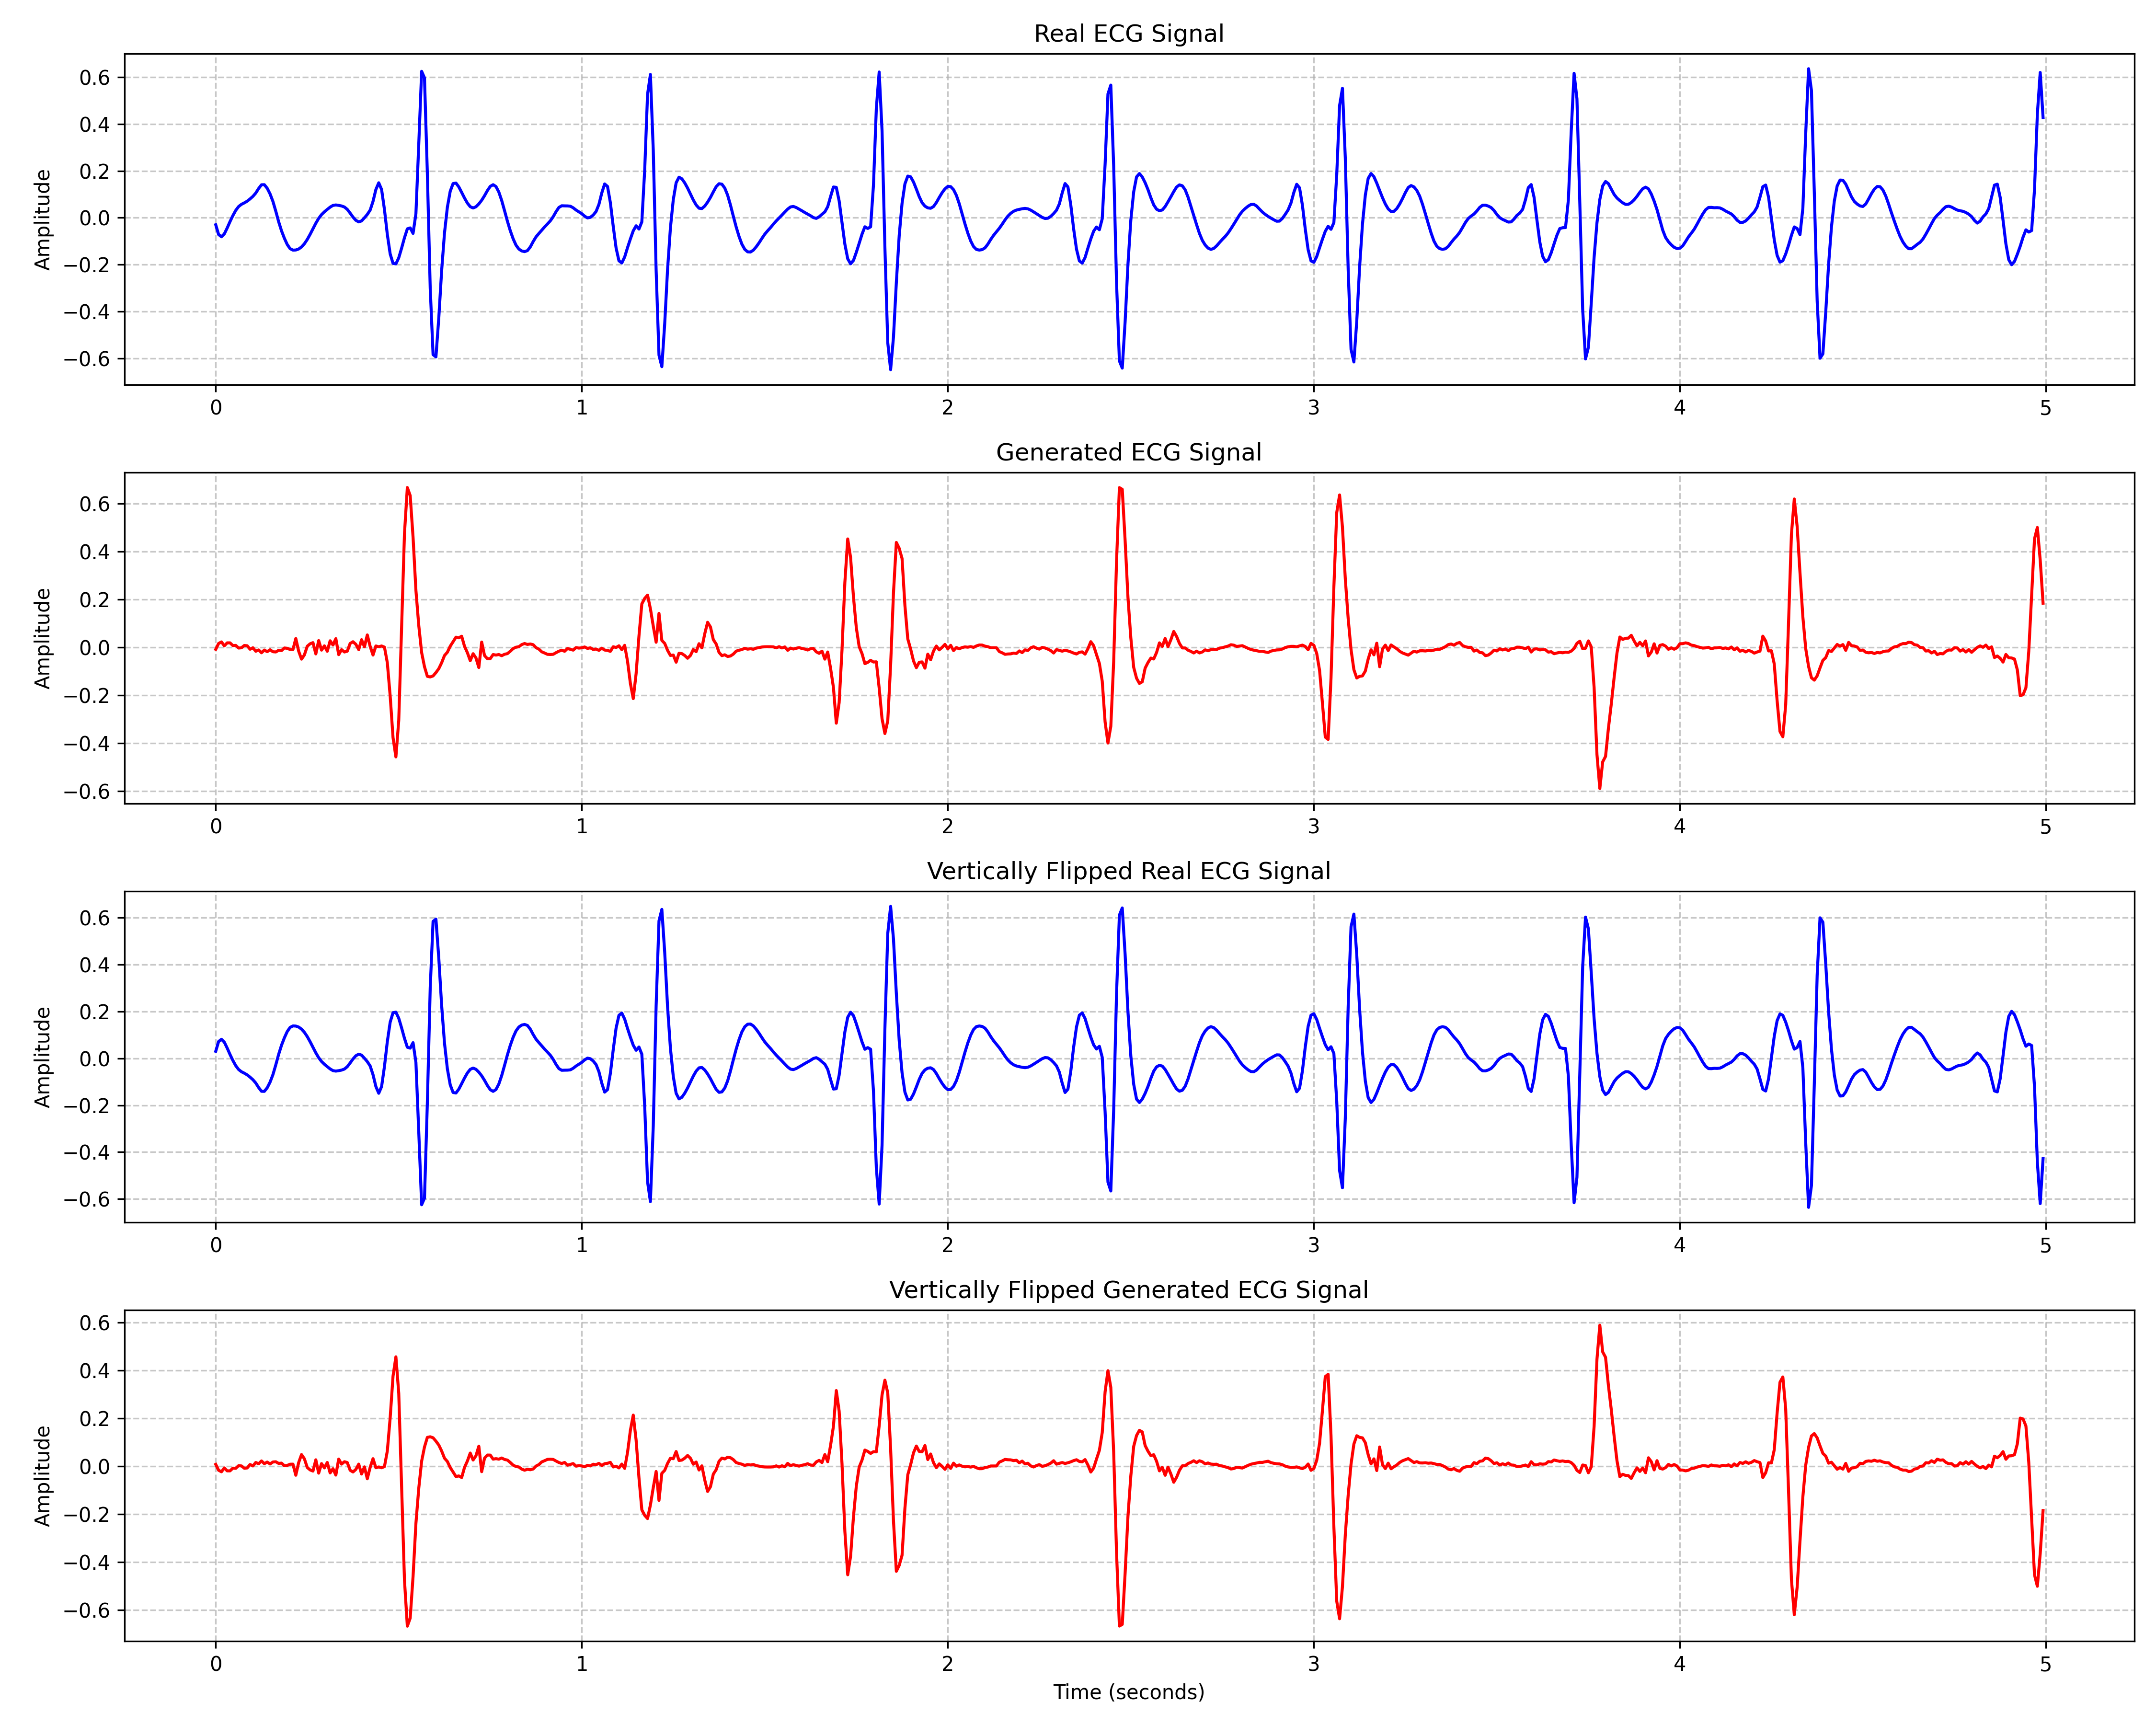 Real ECG Signal
0.6
0.4
0.2
0.0
−0.2
−0.4
−0.6
Amplitude
0 1 2 3 4 5
Generated ECG Signal
0.6
0.4
0.2
0.0
−0.2
−0.4
−0.6
Amplitude
0 1 2 3 4 5
Vertically Flipped Real ECG Signal
0.6
0.4
0.2
0.0
−0.2
−0.4
−0.6
Amplitude
0 1 2 3 4 5
Vertically Flipped Generated ECG Signal
0.6
0.4
0.2
0.0
−0.2
−0.4
−0.6
Amplitude
0 1 2 3 4 5
Time (seconds)